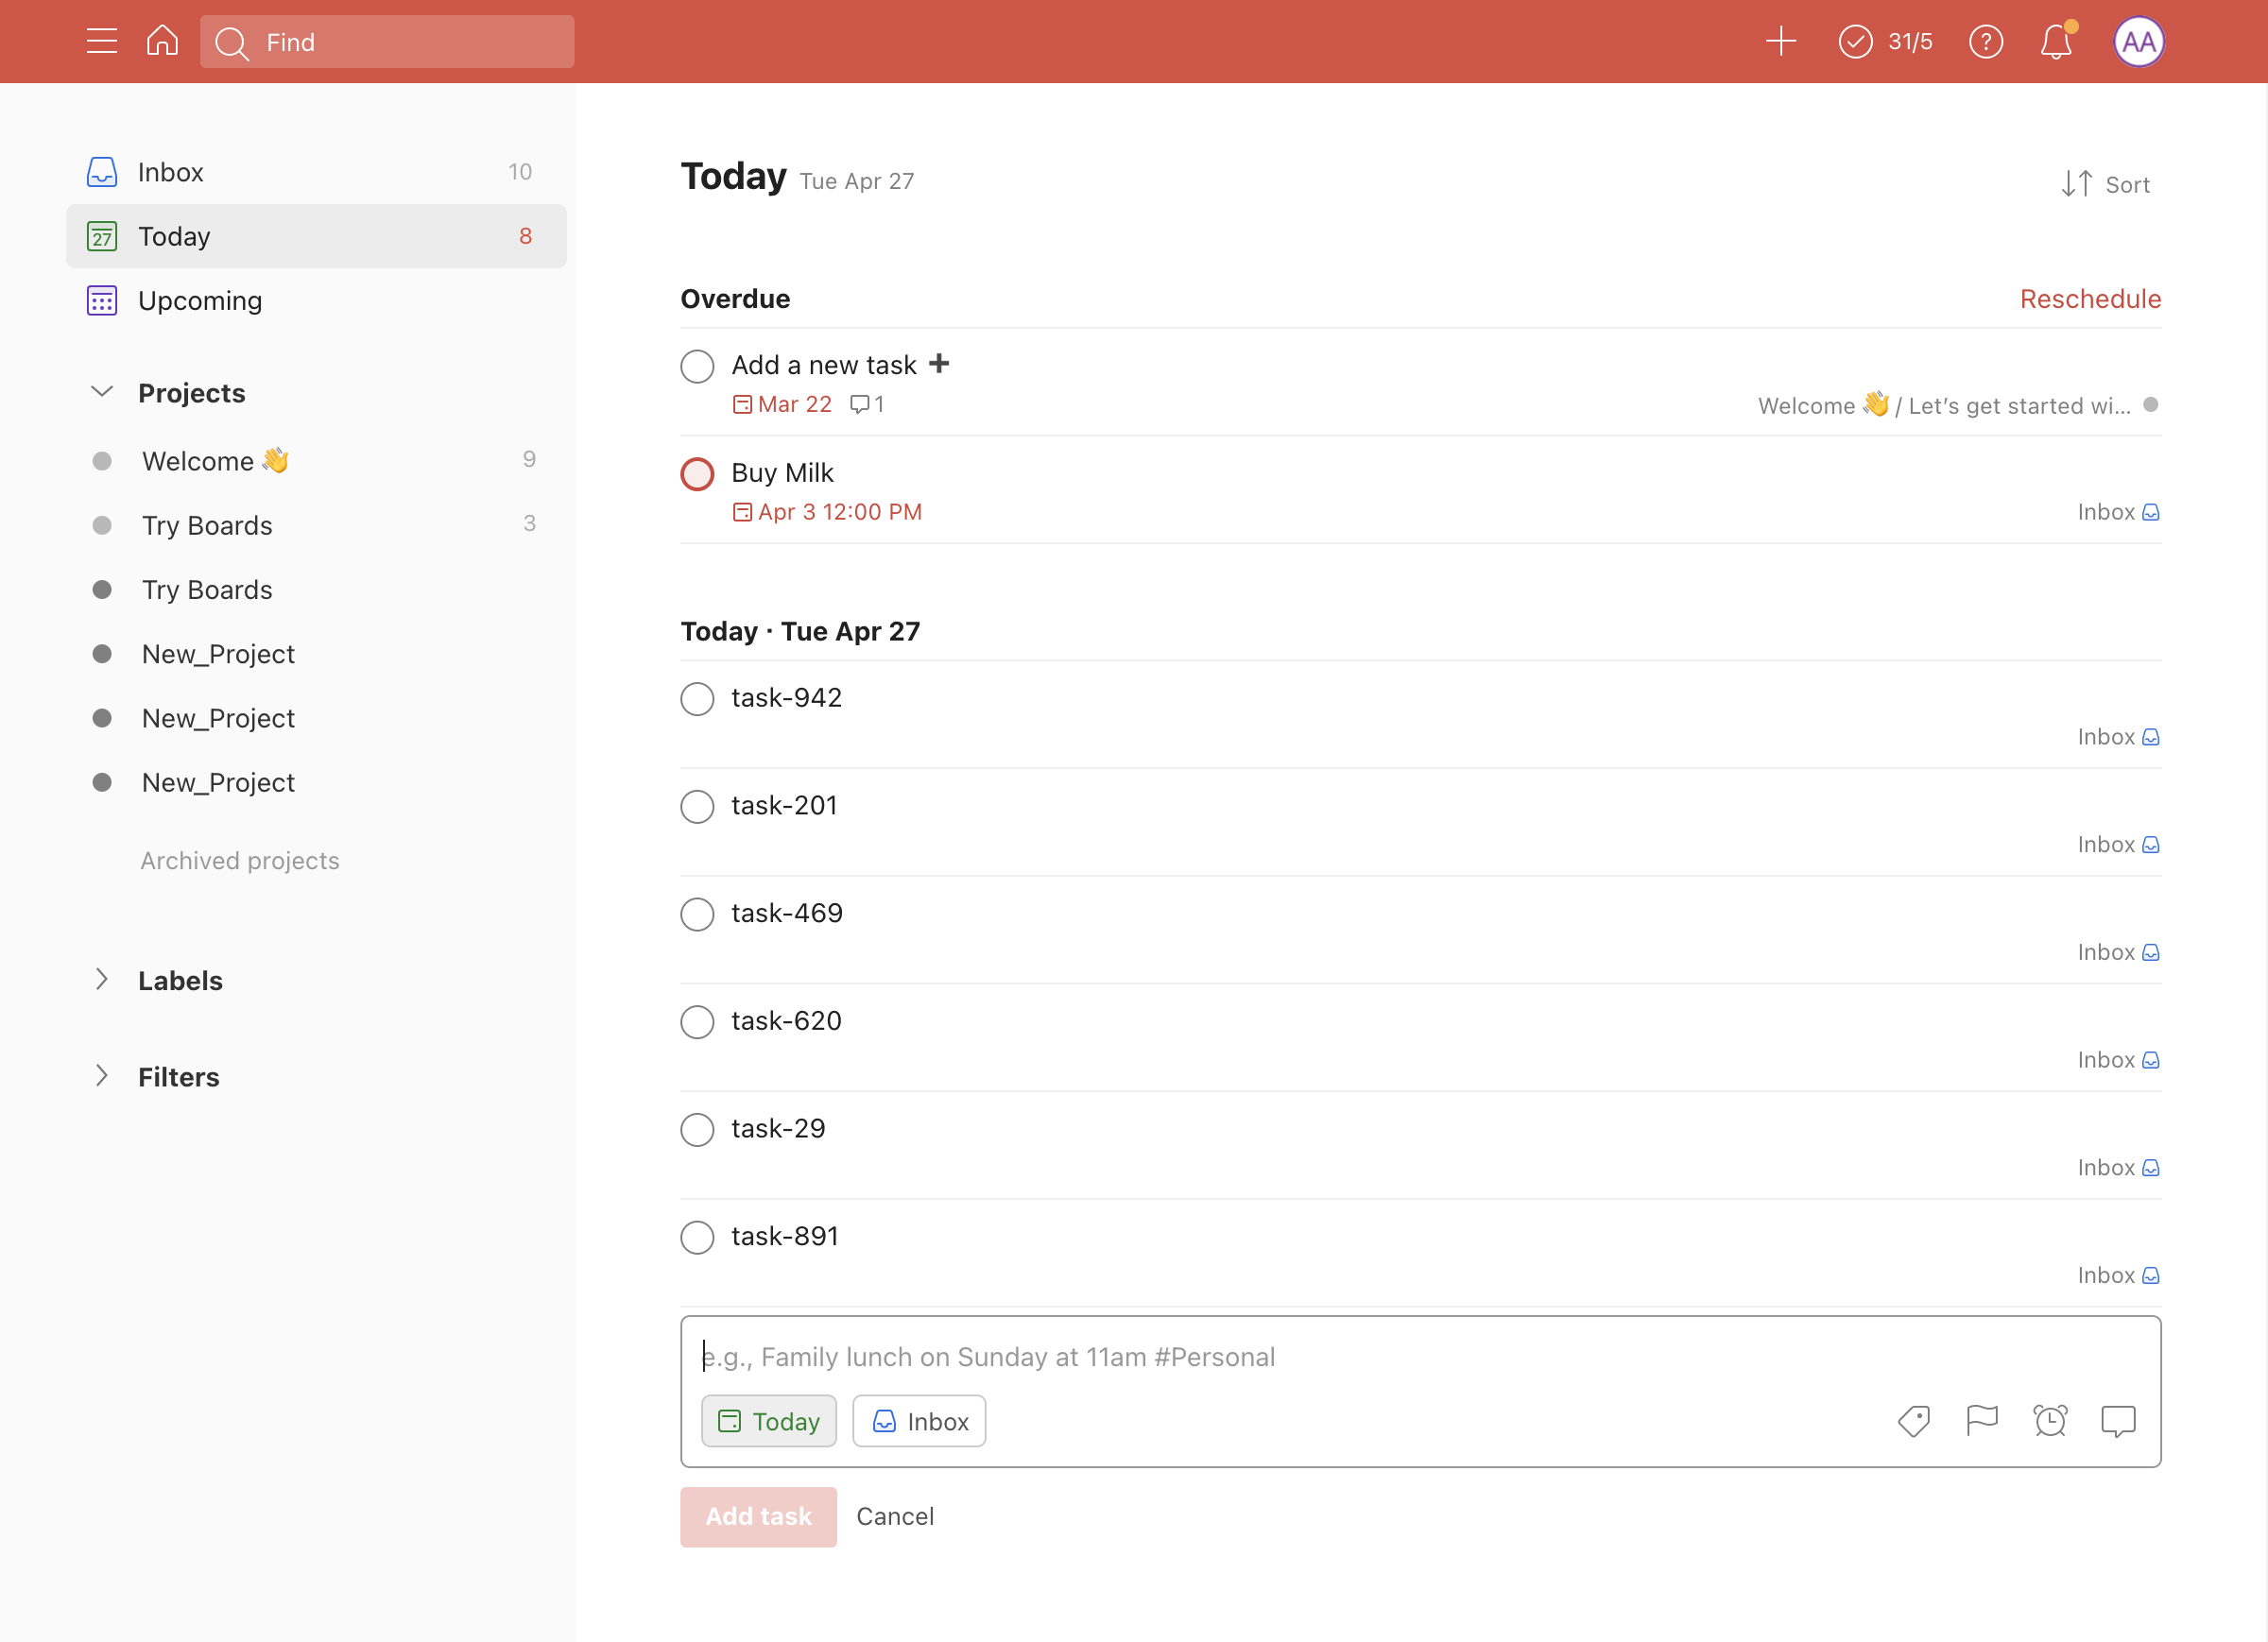 Find
31/5
?
AA
Inbox 10
27 Today 8
Upcoming
Projects
Welcome 👋 9
Try Boards 3
Try Boards
New_Project
New_Project
New_Project
Archived projects
Labels
Filters
Today Tue Apr 27
Sort
Overdue Reschedule
Add a new task ➕
Mar 22 1
Welcome 👋 / Let’s get started wi...
Buy Milk
Apr 3 12:00 PM
Inbox
Today · Tue Apr 27
task-942
Inbox
task-201
Inbox
task-469
Inbox
task-620
Inbox
task-29
Inbox
task-891
Inbox
e.g., Family lunch on Sunday at 11am #Personal
Today Inbox
Add task Cancel